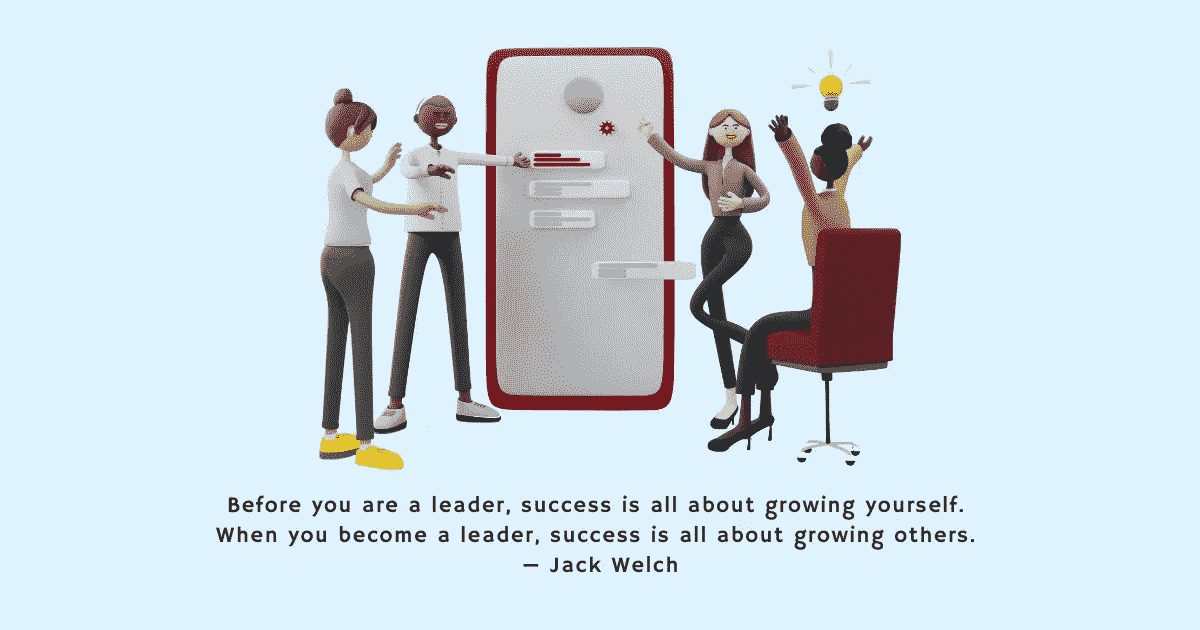 Before you are a leader, success is all about growing yourself.
When you become a leader, success is all about growing others.
— Jack Welch